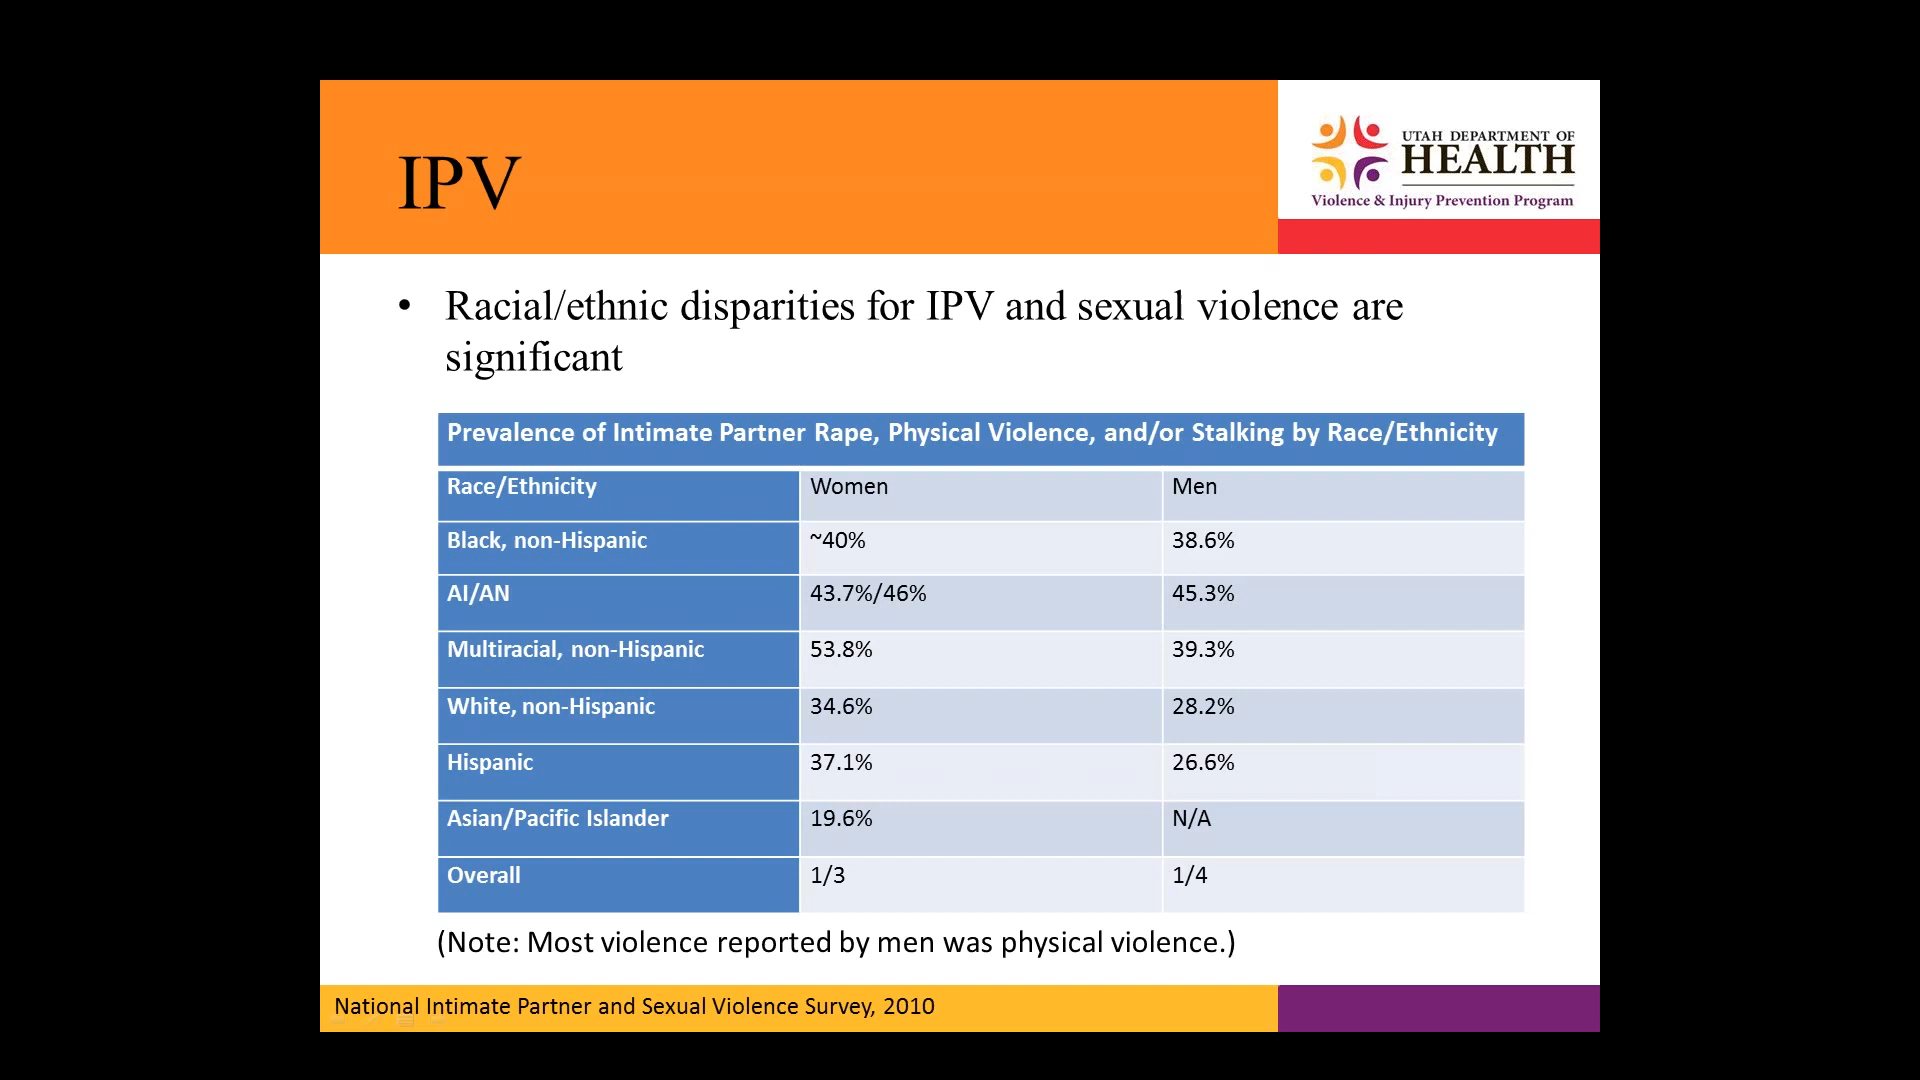 IPV
UTAH DEPARTMENT OF
HEALTH
Violence & Injury Prevention Program
• Racial/ethnic disparities for IPV and sexual violence are
significant
Prevalence of Intimate Partner Rape, Physical Violence, and/or Stalking by Race/Ethnicity
Race/Ethnicity Women Men
Black, non-Hispanic ~40% 38.6%
AI/AN 43.7%/46% 45.3%
Multiracial, non-Hispanic 53.8% 39.3%
White, non-Hispanic 34.6% 28.2%
Hispanic 37.1% 26.6%
Asian/Pacific Islander 19.6% N/A
Overall 1/3 1/4
(Note: Most violence reported by men was physical violence.)
National Intimate Partner and Sexual Violence Survey, 2010